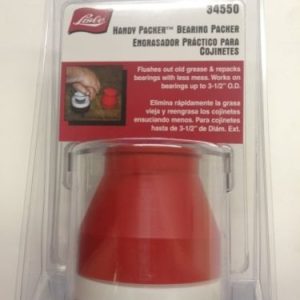 Lisle
34550
HANDY PACKER™ BEARING PACKER
ENGRASADOR PRÁCTICO PARA
COJINETES
Flushes out old grease & repacks
bearings with less mess. Works on
bearings up to 3-1/2" O.D.
Elimina rápidamente la grasa
vieja y reengrasa los cojinetes
ensuciando menos. Para cojinetes
hasta de 3-1/2" de Diám. Ext.